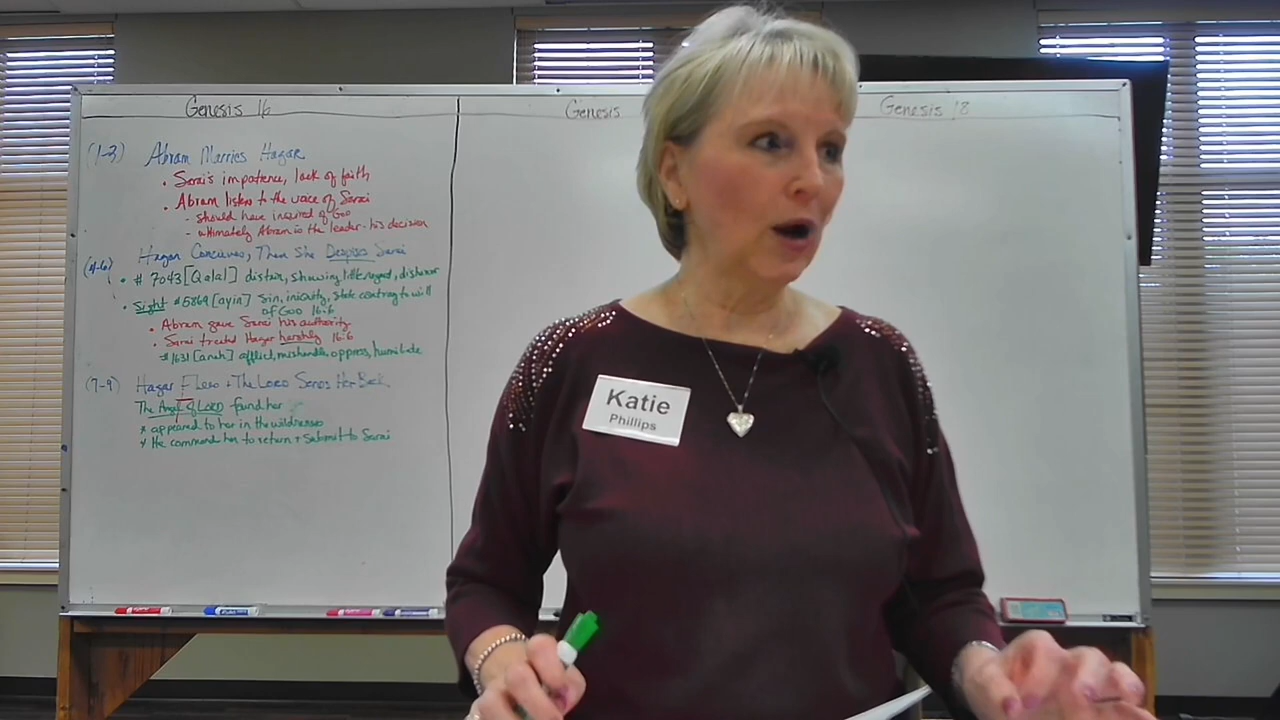 Genesis 16
Genesis
Genesis 18
(1-3) Abram Marries Hagar
• Sarai's impatience, lack of faith
• Abram listen to the voice of Sarai
- should have inquired of God
- ultimately Abram is the leader - his decision
(4-6) Hagar Conceives, Then She Despises Sarai
• # 7043 [Qalal] disdain, showing little regard, dishonor
• Sight #5869 [ayin] sin, iniquity, state contrary to will
of God 16:6
• Abram gave Sarai his authority
• Sarai treated Hagar harshly 16:6
[anah] afflict, mishandle, oppress, humiliate
(7-9) Hagar Flees + The LORD Sends Her Back
The Angel of LORD found her
* appeared to her in the wilderness
* He command her to return + submit to Sarai
Katie
Phillips